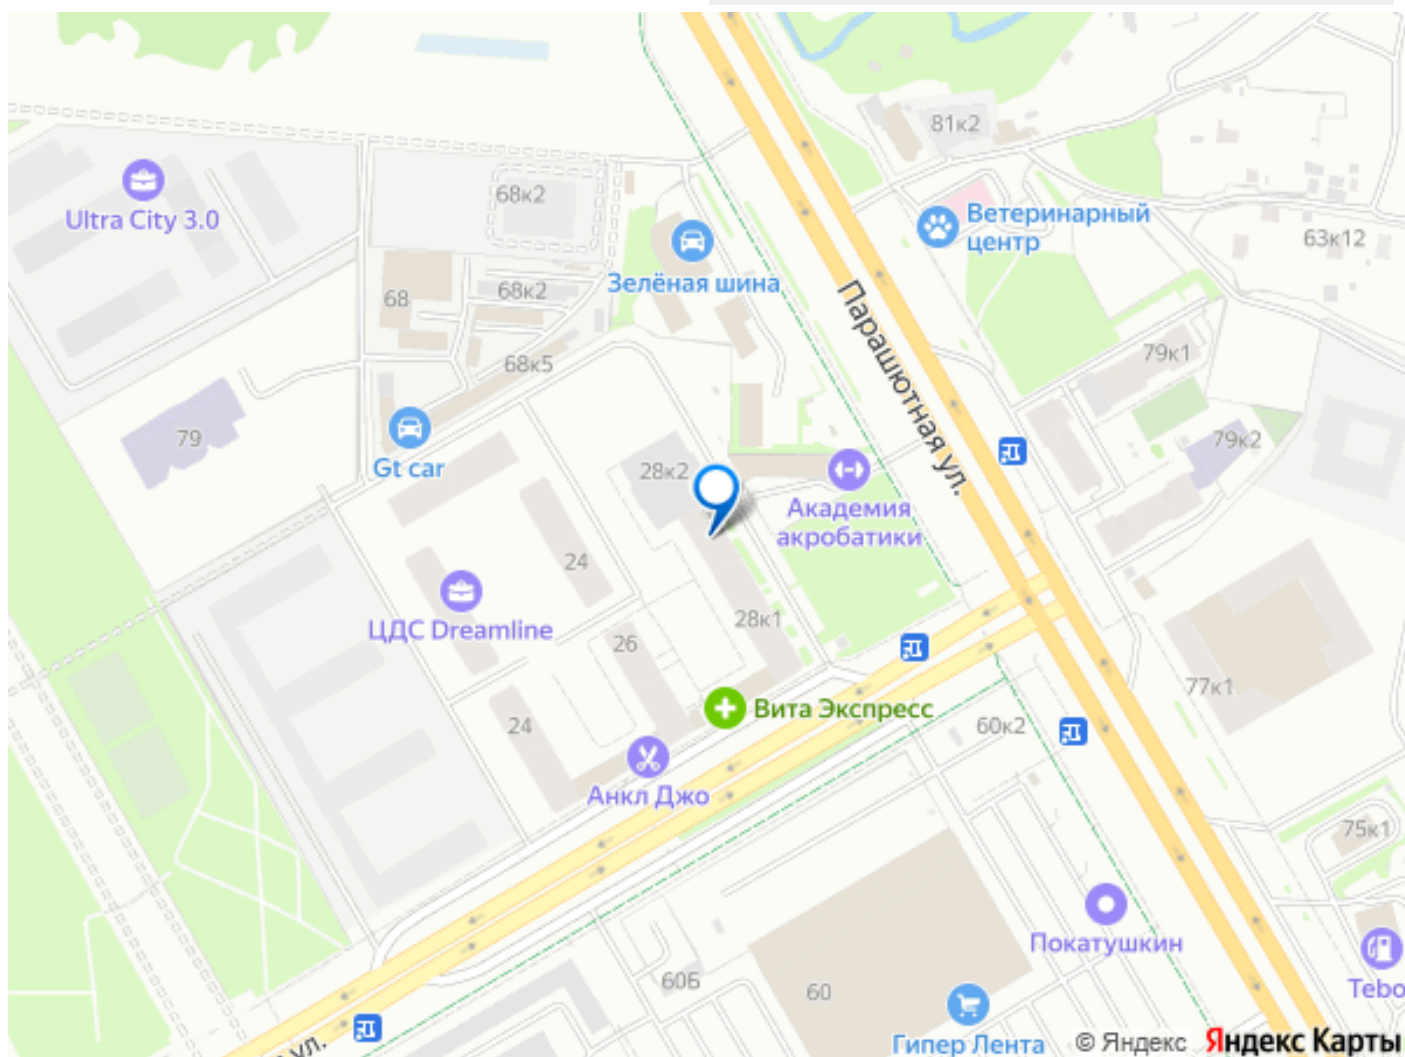 81к2
Ultra City 3.0
68к2
Ветеринарный
центр
63к12
Зелёная шина
68
68к2
Парашютная ул.
79к1
68к5
79
Gt car
79к2
28к2
Академия
акробатики
24
ЦДС Dreamline
28к1
26
77к1
Вита Экспресс
24
60к2
Анкл Джо
75к1
Покатушкин
60Б
60
Tebo
ул.
Гипер Лента
© Яндекс Яндекс Карты